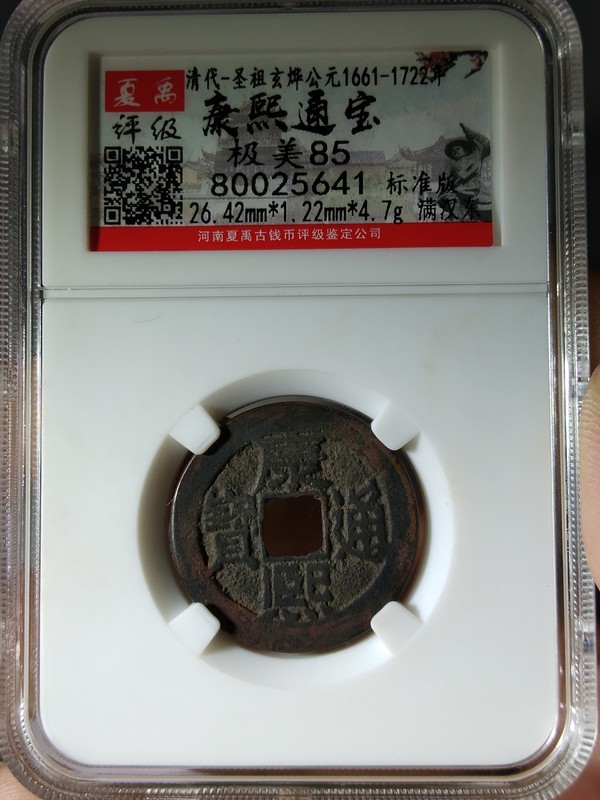 清代-圣祖玄烨公元1661-1722年
夏禹
评级
康熙通宝
极美85
80025641 标准版
26.42mm*1.22mm*4.7g 满汉东
河南夏禹古钱币评级鉴定公司
康
熙
通
寳